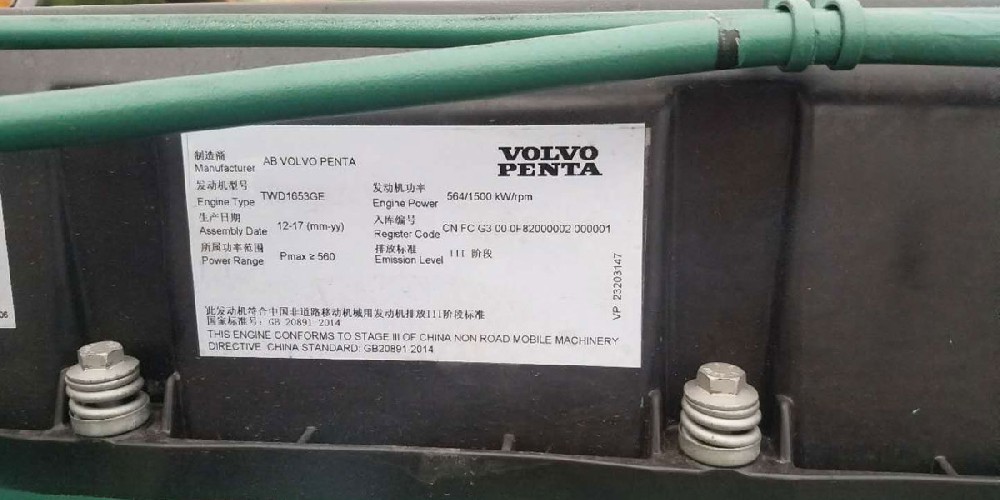 制造商
Manufacturer AB VOLVO PENTA
VOLVO
PENTA
发动机型号
Engine Type TWD1653GE
发动机功率
Engine Power 564/1500 kW/rpm
生产日期
Assembly Date 12-17 (mm-yy)
入库编号
Register Code CN FC G3 00 0F82000002 000001
所属功率范围
Power Range Pmax ≥ 560
排放标准
Emission Level III 阶段
VP 23203147
此发动机符合中国非道路移动机械用发动机排放III阶段标准
国家标准号: GB 20891-2014
THIS ENGINE CONFORMS TO STAGE III OF CHINA NON ROAD MOBILE MACHINERY
DIRECTIVE. CHINA STANDARD: GB20891-2014
06